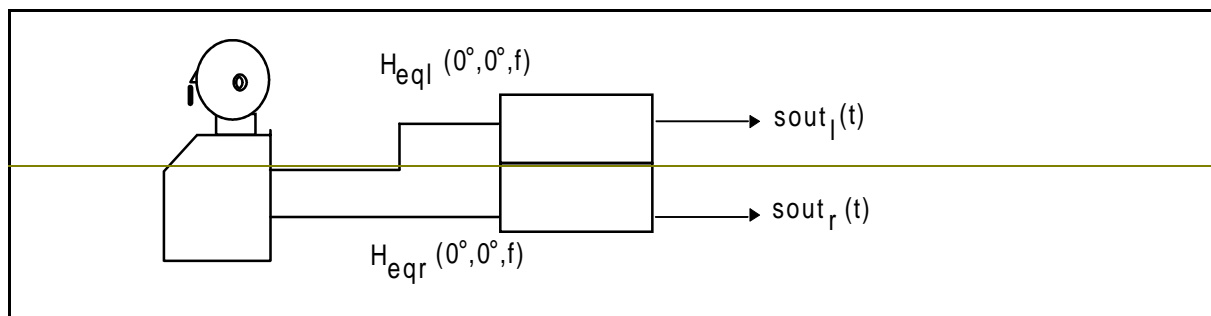 H_eql (0°,0°,f)
sout_l(t)
sout_r (t)
H_eqr (0°,0°,f)